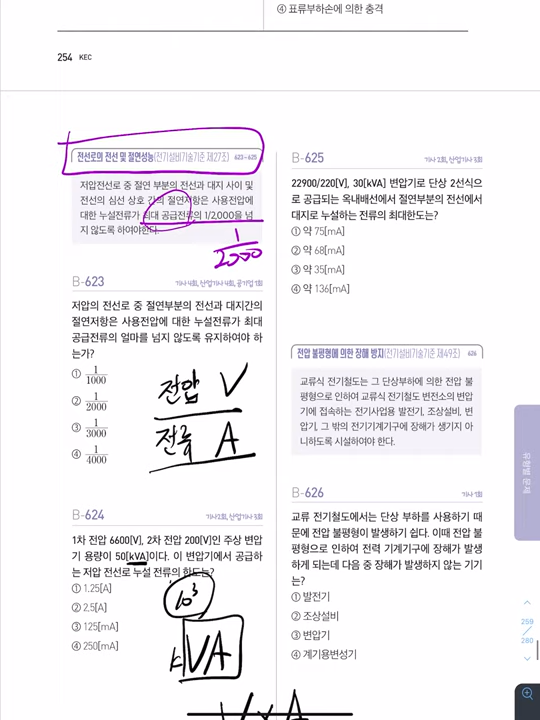 ④ 표류부하손에 의한 충격
254 KEC
전선로의 전선 및 절연성능(전기설비기술기준 제27조) 623~625
저압전선로 중 절연 부분의 전선과 대지 사이 및
전선의 심선 상호 간의 절연저항은 사용전압에
대한 누설전류가 최대 공급전류의 1/2,000을 넘
지 않도록 하여야한다.
1/2000
B-623 기사 4회, 산업기사 4회, 공기업 1회
저압의 전선로 중 절연부분의 전선과 대지간의
절연저항은 사용전압에 대한 누설전류가 최대
공급전류의 얼마를 넘지 않도록 유지하여야 하
는가?
① 1/1000
② 1/2000
③ 1/3000
④ 1/4000
전압 V
전류 A
B-624 기사2회, 산업기사 3회
1차 전압 6600[V], 2차 전압 200[V]인 주상 변압
기 용량이 50[kVA]이다. 이 변압기에서 공급하
는 저압 전선로 누설 전류의 한도는?
① 1.25[A]
② 2.5[A]
③ 125[mA]
④ 250[mA]
10³
kVA
V×A
B-625 기사 2회, 산업기사 3회
22900/220[V], 30[kVA] 변압기로 단상 2선식으
로 공급되는 옥내배선에서 절연부분의 전선에서
대지로 누설하는 전류의 최대한도는?
① 약 75[mA]
② 약 68[mA]
③ 약 35[mA]
④ 약 136[mA]
전압 불평형에 의한 장해 방지(전기설비기술기준 제49조) 626
교류식 전기철도는 그 단상부하에 의한 전압 불
평형으로 인하여 교류식 전기철도 변전소의 변압
기에 접속하는 전기사업용 발전기, 조상설비, 변
압기, 그 밖의 전기기계기구에 장해가 생기지 아
니하도록 시설하여야 한다.
B-626 기사 1회
교류 전기철도에서는 단상 부하를 사용하기 때
문에 전압 불평형이 발생하기 쉽다. 이때 전압 불
평형으로 인하여 전력 기계기구에 장해가 발생
하게 되는데 다음 중 장해가 발생하지 않는 기기
는?
① 발전기
② 조상설비
③ 변압기
④ 계기용변성기
유형별 문제
259
280